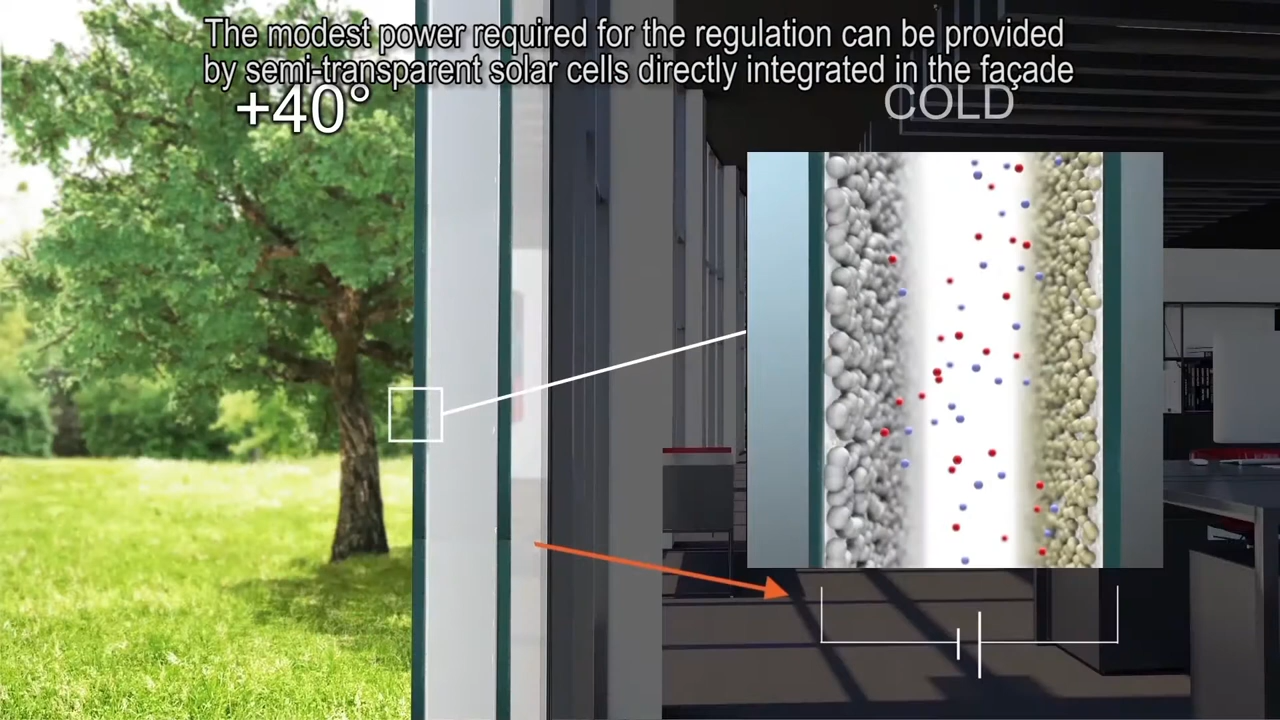 The modest power required for the regulation can be provided
by semi-transparent solar cells directly integrated in the façade
+40°
COLD